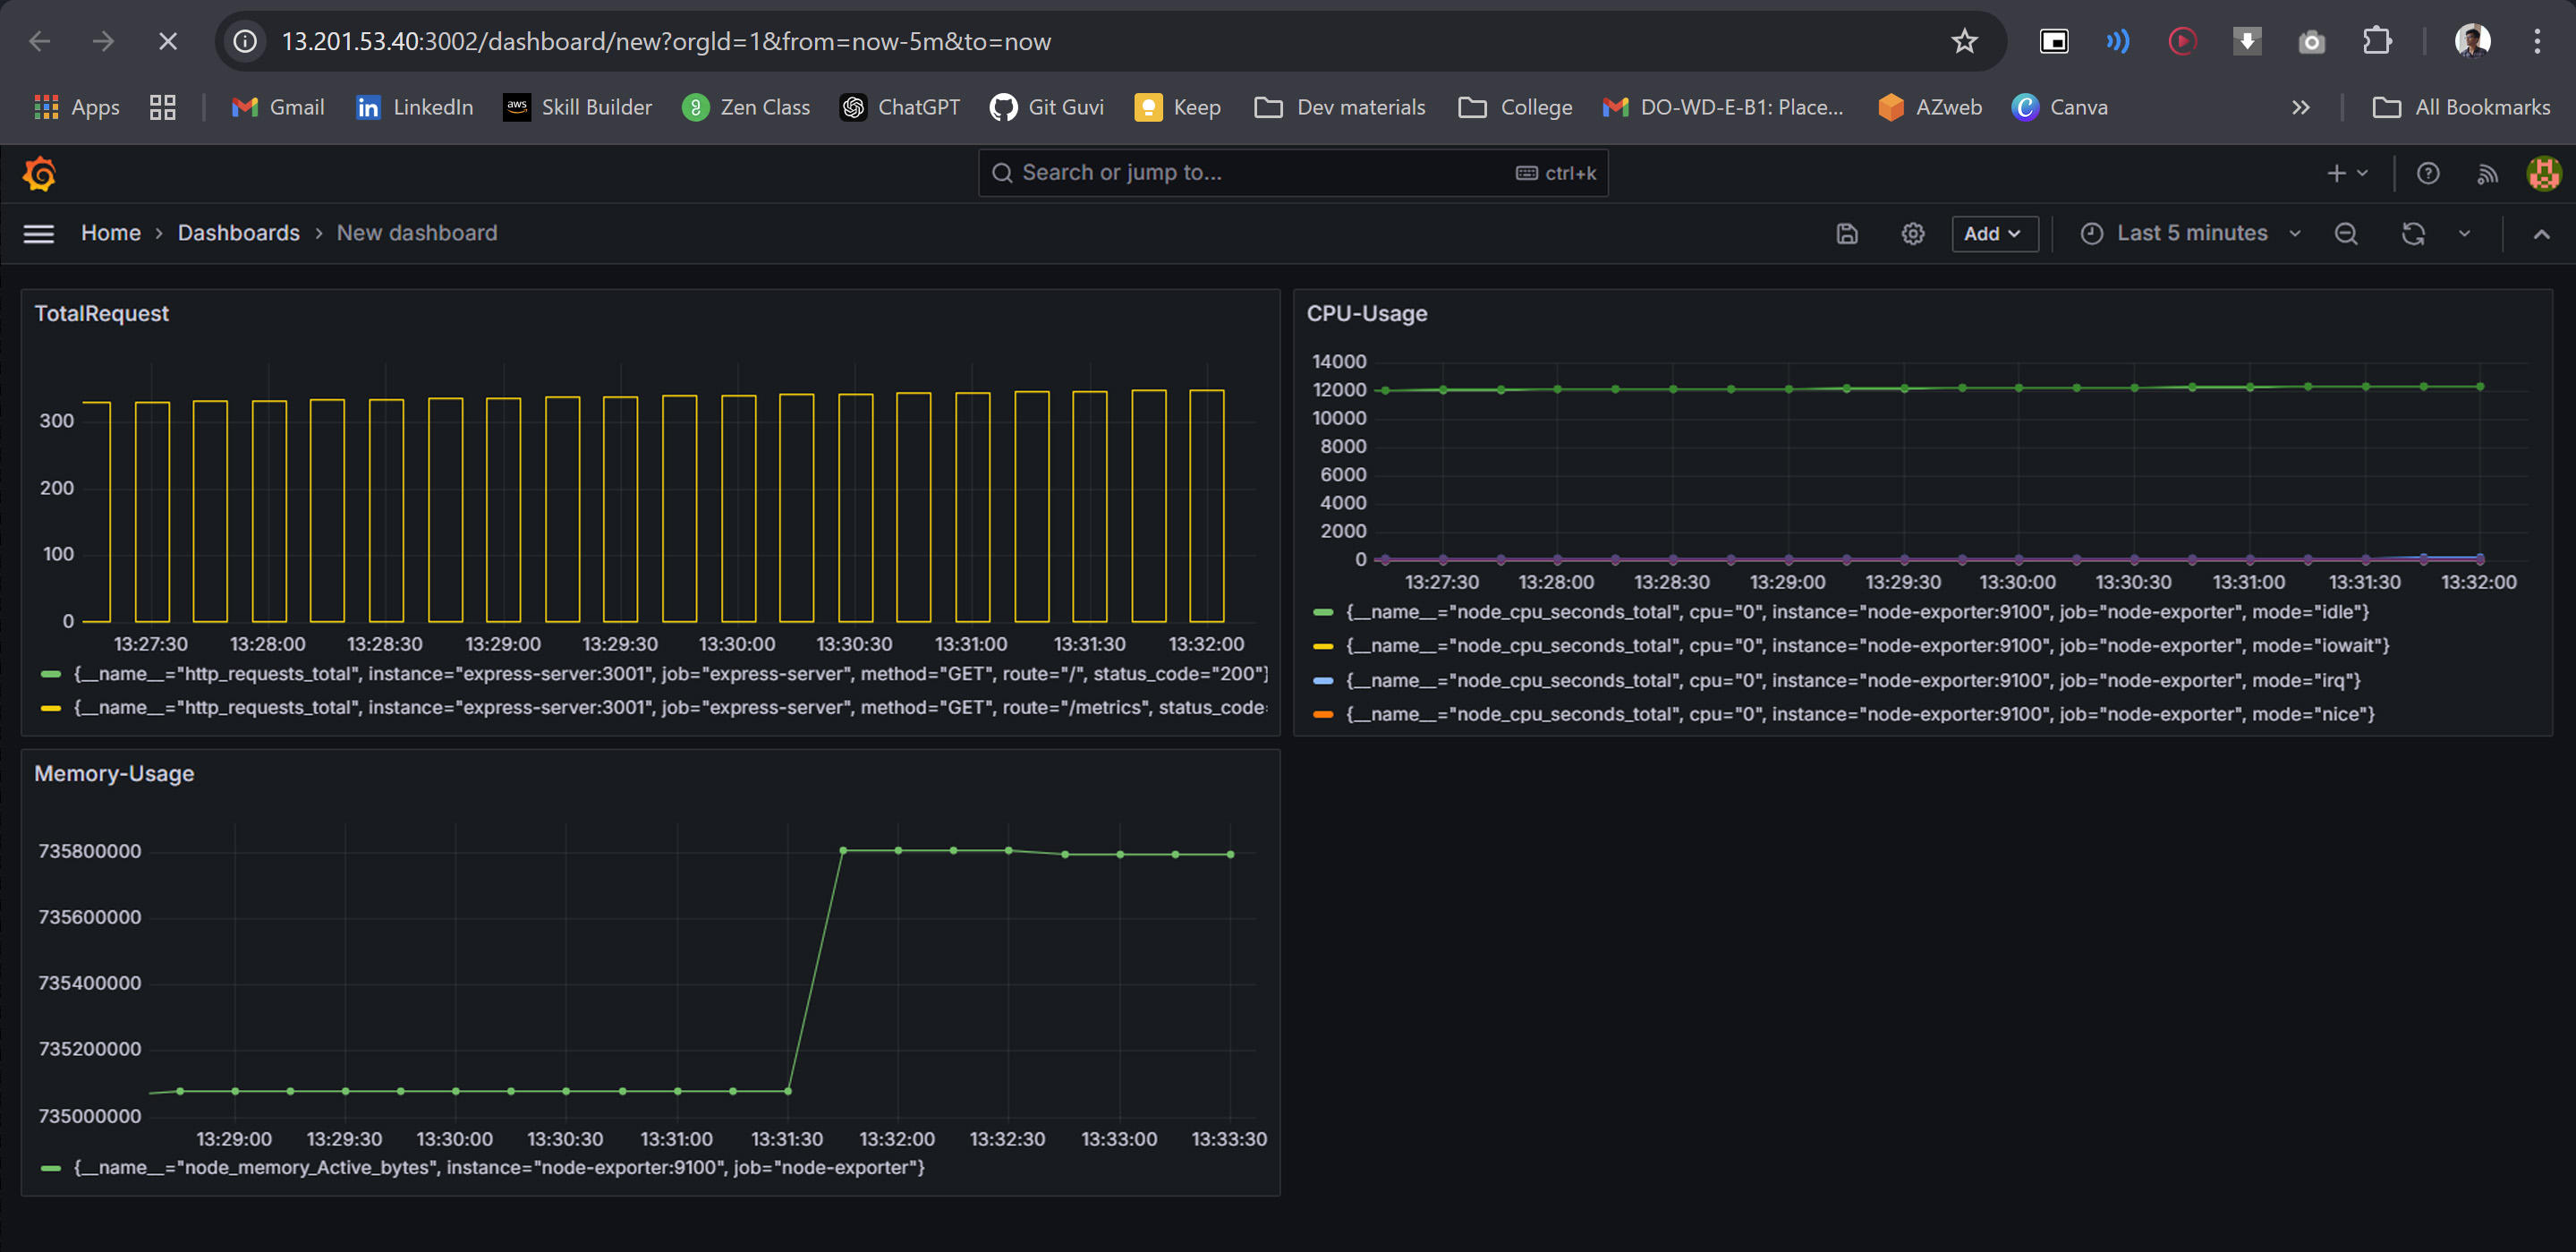 13.201.53.40:3002/dashboard/new?orgId=1&from=now-5m&to=now
Apps Gmail LinkedIn aws Skill Builder Zen Class ChatGPT Git Guvi Keep Dev materials College DO-WD-E-B1: Place... AZweb Canva All Bookmarks
Search or jump to... ctrl+k
Home Dashboards New dashboard Add Last 5 minutes
TotalRequest
300
200
100
0
13:27:30 13:28:00 13:28:30 13:29:00 13:29:30 13:30:00 13:30:30 13:31:00 13:31:30 13:32:00
{__name__="http_requests_total", instance="express-server:3001", job="express-server", method="GET", route="/", status_code="200"}
{__name__="http_requests_total", instance="express-server:3001", job="express-server", method="GET", route="/metrics", status_code=
CPU-Usage
14000
12000
10000
8000
6000
4000
2000
0
13:27:30 13:28:00 13:28:30 13:29:00 13:29:30 13:30:00 13:30:30 13:31:00 13:31:30 13:32:00
{__name__="node_cpu_seconds_total", cpu="0", instance="node-exporter:9100", job="node-exporter", mode="idle"}
{__name__="node_cpu_seconds_total", cpu="0", instance="node-exporter:9100", job="node-exporter", mode="iowait"}
{__name__="node_cpu_seconds_total", cpu="0", instance="node-exporter:9100", job="node-exporter", mode="irq"}
{__name__="node_cpu_seconds_total", cpu="0", instance="node-exporter:9100", job="node-exporter", mode="nice"}
Memory-Usage
735800000
735600000
735400000
735200000
735000000
13:29:00 13:29:30 13:30:00 13:30:30 13:31:00 13:31:30 13:32:00 13:32:30 13:33:00 13:33:30
{__name__="node_memory_Active_bytes", instance="node-exporter:9100", job="node-exporter"}